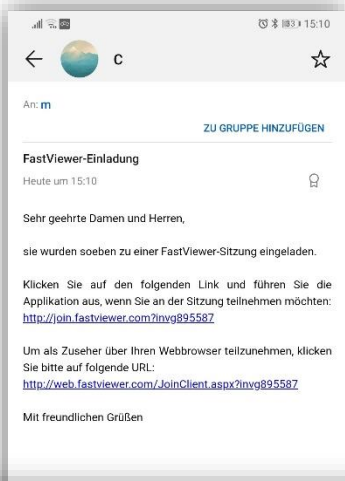 15:10
C
An: m
ZU GRUPPE HINZUFÜGEN
FastViewer-Einladung
Heute um 15:10
Sehr geehrte Damen und Herren,
sie wurden soeben zu einer FastViewer-Sitzung eingeladen.
Klicken Sie auf den folgenden Link und führen Sie die
Applikation aus, wenn Sie an der Sitzung teilnehmen möchten:
http://join.fastviewer.com?invg895587
Um als Zuseher über Ihren Webbrowser teilzunehmen, klicken
Sie bitte auf folgende URL:
http://web.fastviewer.com/JoinClient.aspx?invg895587
Mit freundlichen Grüßen